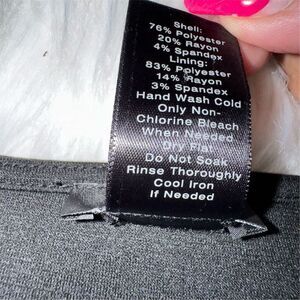 Shell:
76% Polyester
20% Rayon
4% Spandex
Lining:
83% Polyester
14% Rayon
3% Spandex
Hand Wash Cold
Only Non-
Chlorine Bleach
When Needed
Dry Flat
Do Not Soak
Rinse Thoroughly
Cool Iron
If Needed